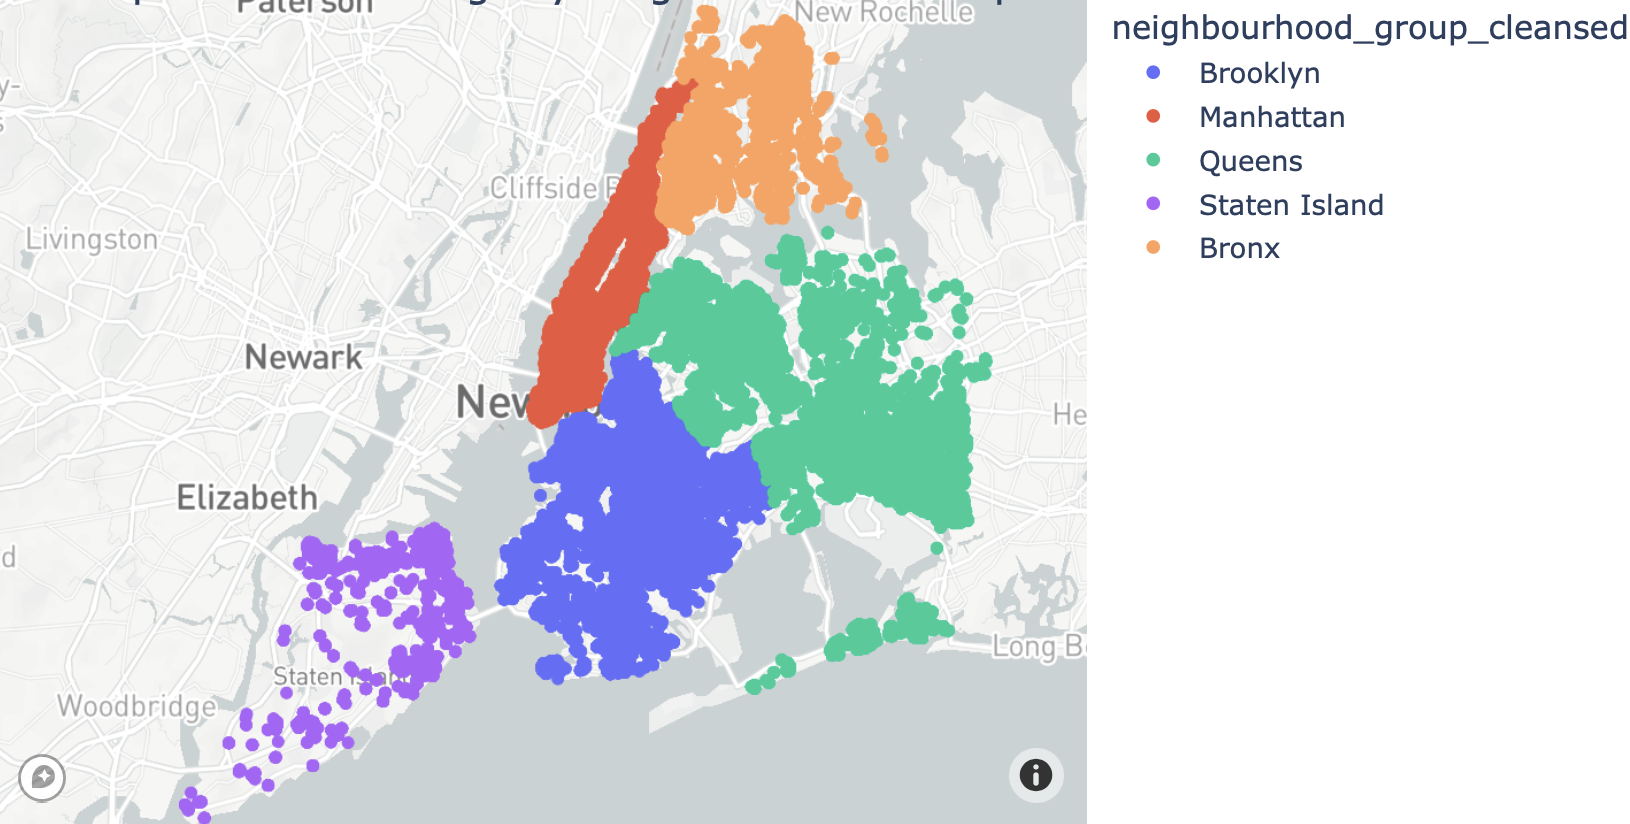 Paterson
New Rochelle
y-
s
Cliffside
Livingston
Newark
New
Elizabeth
He
d
Staten Island
Long B
Woodbridge
neighbourhood_group_cleansed
Brooklyn
Manhattan
Queens
Staten Island
Bronx